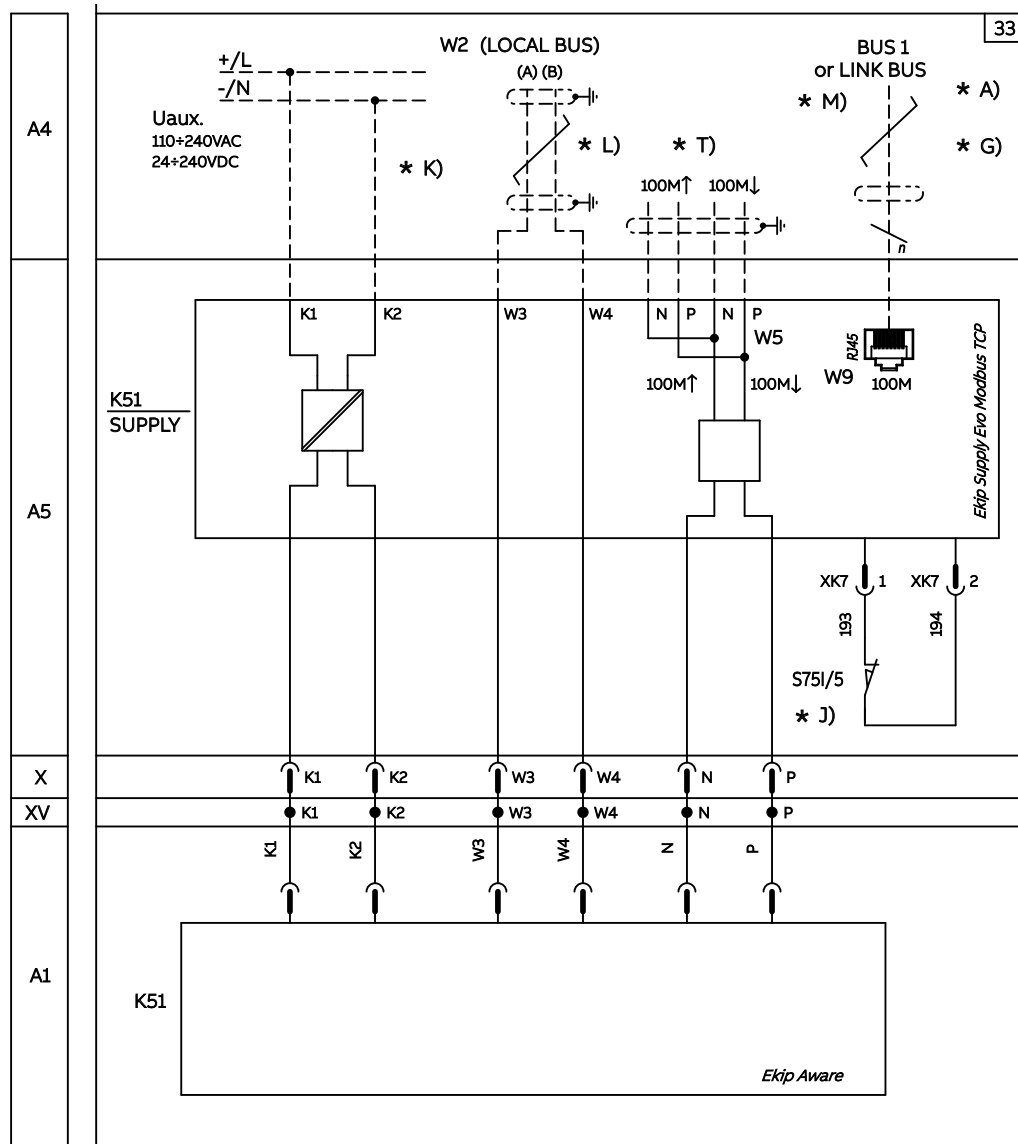 33
A4
+/L
-/N
Uaux.
110÷240VAC
24÷240VDC
* K)
W2 (LOCAL BUS)
(A) (B)
* L)
* T)
100M↑ 100M↓
BUS 1
or LINK BUS
* M)
* A)
* G)
n
A5
K1 K2 W3 W4 N P N P
W5
100M↑ 100M↓
RJ45
W9
100M
K51
SUPPLY
Ekip Supply Evo Modbus TCP
XK7 1 XK7 2
193 194
S75I/5
* J)
X K1 K2 W3 W4 N P
XV K1 K2 W3 W4 N P
K1 K2 W3 W4 N P
A1
K51
Ekip Aware